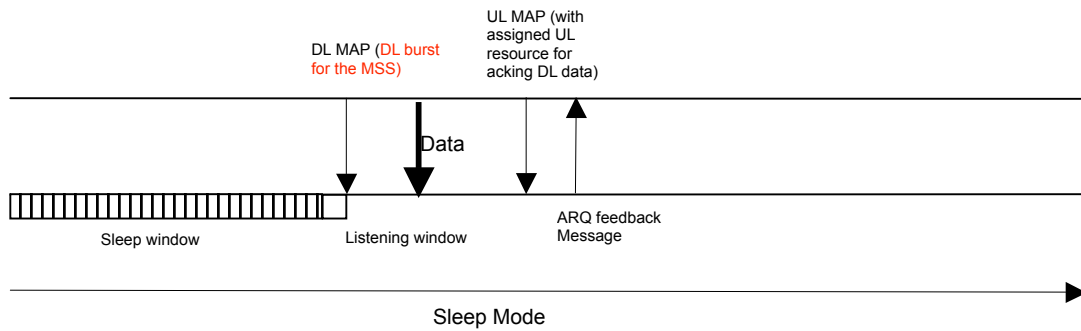 UL MAP (with
assigned UL
resource for
acking DL data)
DL MAP (DL burst
for the MSS)
Data
Sleep window
Listening window
ARQ feedback
Message
Sleep Mode